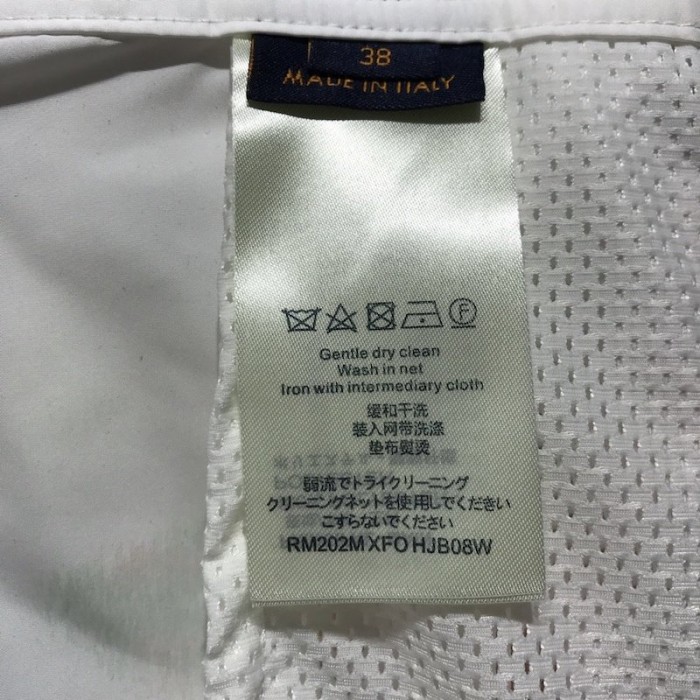 38
MADE IN ITALY
F
Gentle dry clean
Wash in net
Iron with intermediary cloth
缓和干洗
装入网带洗涤
垫布熨烫
弱流でトライクリーニング
クリーニングネットを使用しでくだきい
こすらないでください
RM202M XFO HJB08W